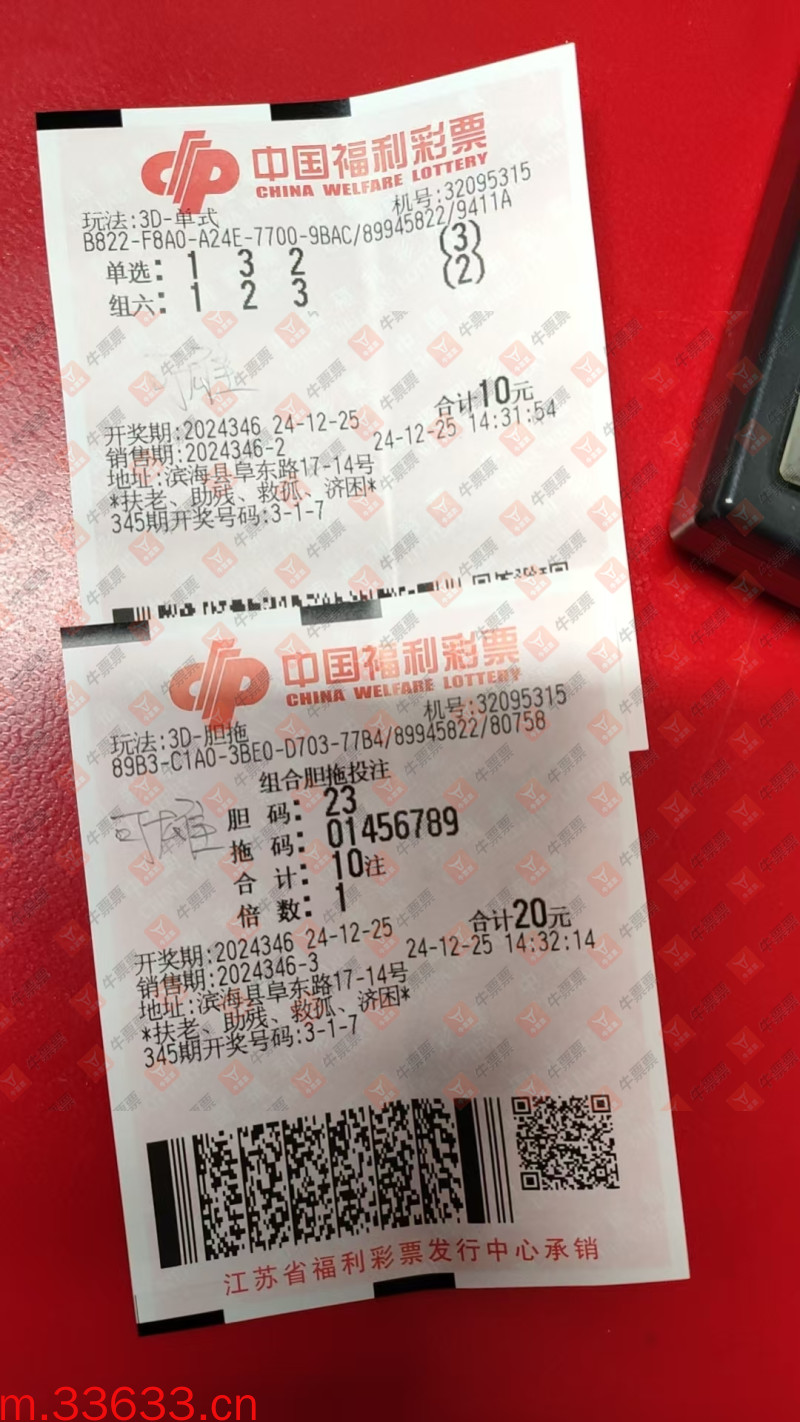 中国福利彩票
CHINA WELFARE LOTTERY
玩法:3D-单式 机号:32095315
B822-F8A0-A24E-7700-9BAC/89945822/9411A
单选: 1 3 2 (3)
组六: 1 2 3 (2)
合计10元
开奖期:2024346 24-12-25
销售期:2024346-2 24-12-25 14:31:54
地址:滨海县阜东路17-14号
*扶老、助残、救孤、济困*
345期开奖号码:3-1-7
中国福利彩票
CHINA WELFARE LOTTERY
玩法:3D-胆拖 机号:32095315
89B3-C1A0-3BE0-D703-77B4/89945822/80758
组合胆拖投注
胆 码: 23
拖 码: 01456789
合 计: 10注
倍 数: 1
合计20元
开奖期:2024346 24-12-25
销售期:2024346-3 24-12-25 14:32:14
地址:滨海县阜东路17-14号
*扶老、助残、救孤、济困*
345期开奖号码:3-1-7
江苏省福利彩票发行中心承销
牛票票
m.33633.cn